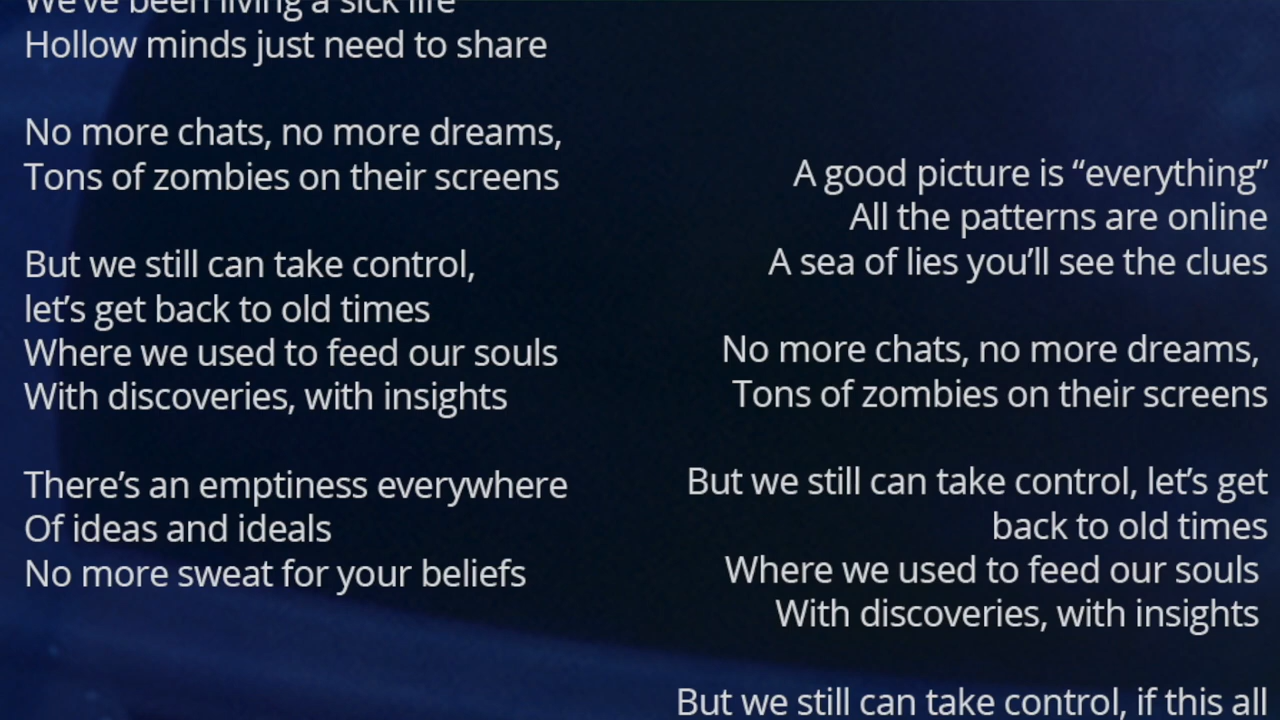 We've been living a sick life
Hollow minds just need to share
No more chats, no more dreams,
Tons of zombies on their screens
But we still can take control,
let's get back to old times
Where we used to feed our souls
With discoveries, with insights
There's an emptiness everywhere
Of ideas and ideals
No more sweat for your beliefs
A good picture is “everything”
All the patterns are online
A sea of lies you'll see the clues
No more chats, no more dreams,
Tons of zombies on their screens
But we still can take control, let's get
back to old times
Where we used to feed our souls
With discoveries, with insights
But we still can take control, if this all